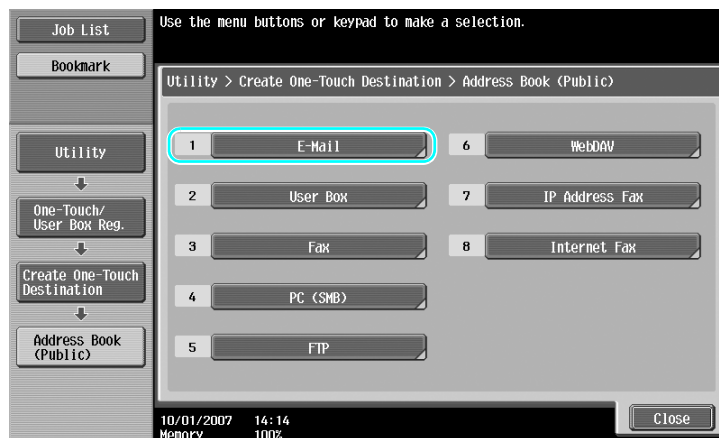 Job List
Bookmark
Use the menu buttons or keypad to make a selection.
Utility > Create One-Touch Destination > Address Book (Public)
Utility
One-Touch/
User Box Reg.
Create One-Touch
Destination
Address Book
(Public)
1 E-Mail
2 User Box
3 Fax
4 PC (SMB)
5 FTP
6 WebDAV
7 IP Address Fax
8 Internet Fax
10/01/2007 14:14
Memory 100%
Close